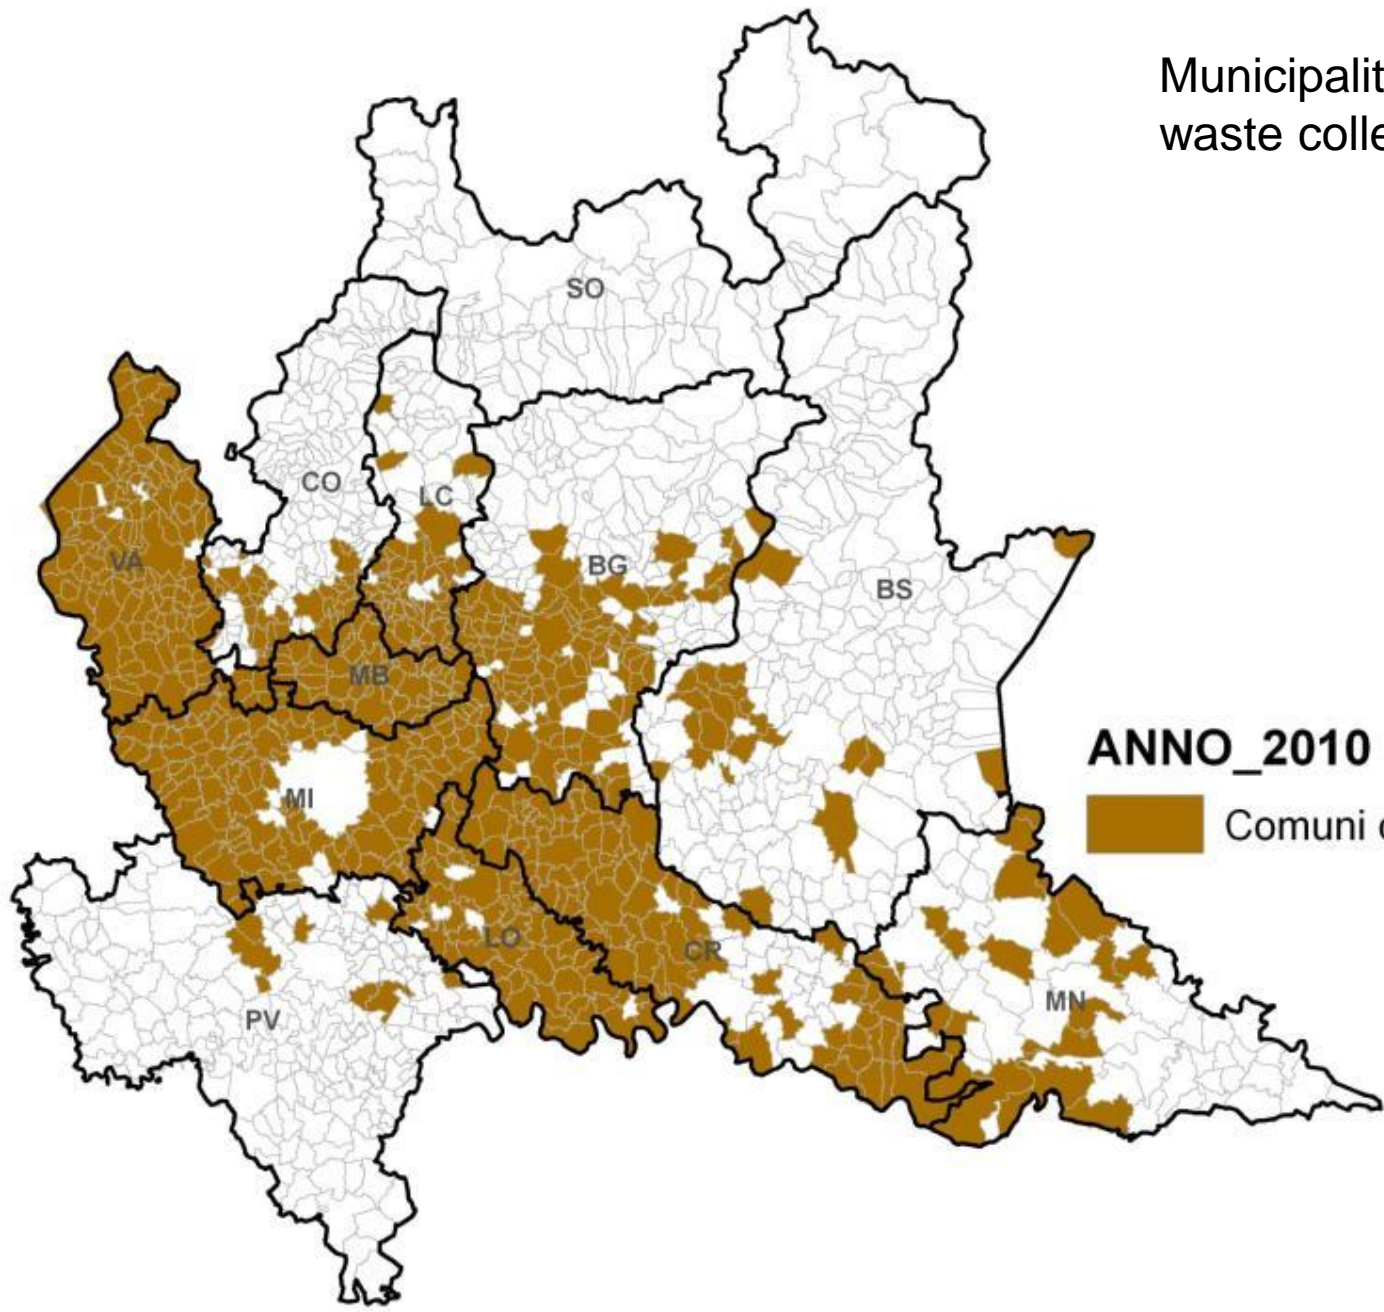 Municipalit
waste colle
SO
CO
LC
VA
BG
BS
MB
ANNO_2010
MI
Comuni
LO
CR
MN
PV